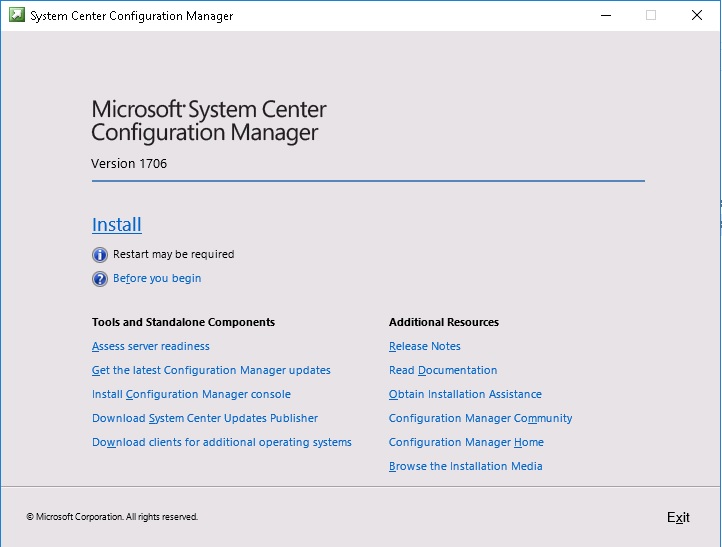 System Center Configuration Manager
Microsoft® System Center
Configuration Manager
Version 1706
Install
Restart may be required
Before you begin
Tools and Standalone Components
Assess server readiness
Get the latest Configuration Manager updates
Install Configuration Manager console
Download System Center Updates Publisher
Download clients for additional operating systems
Additional Resources
Release Notes
Read Documentation
Obtain Installation Assistance
Configuration Manager Community
Configuration Manager Home
Browse the Installation Media
© Microsoft Corporation. All rights reserved.
Exit